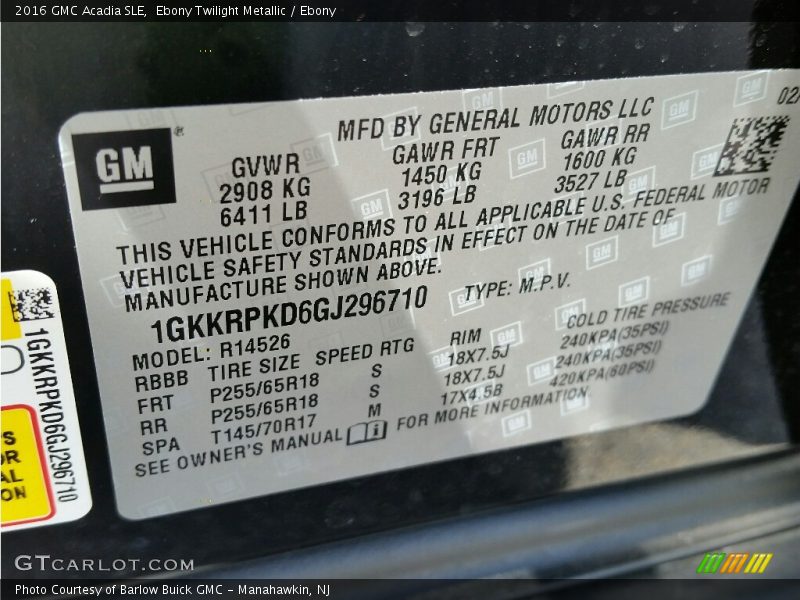 2016 GMC Acadia SLE, Ebony Twilight Metallic / Ebony
MFD BY GENERAL MOTORS LLC
02/
GM ®
GVWR GAWR FRT GAWR RR
2908 KG 1450 KG 1600 KG
6411 LB 3196 LB 3527 LB
THIS VEHICLE CONFORMS TO ALL APPLICABLE U.S. FEDERAL MOTOR
VEHICLE SAFETY STANDARDS IN EFFECT ON THE DATE OF
MANUFACTURE SHOWN ABOVE.
1GKKRPKD6GJ296710 TYPE: M.P.V.
MODEL: R14526
RBBB TIRE SIZE SPEED RTG RIM COLD TIRE PRESSURE
FRT P255/65R18 S 18X7.5J 240KPA(35PSI)
RR P255/65R18 S 18X7.5J 240KPA(35PSI)
SPA T145/70R17 M 17X4.5B 420KPA(60PSI)
SEE OWNER'S MANUAL FOR MORE INFORMATION
1GKKRPKD6GJ296710
GTCARLOT.COM
Photo Courtesy of Barlow Buick GMC – Manahawkin, NJ